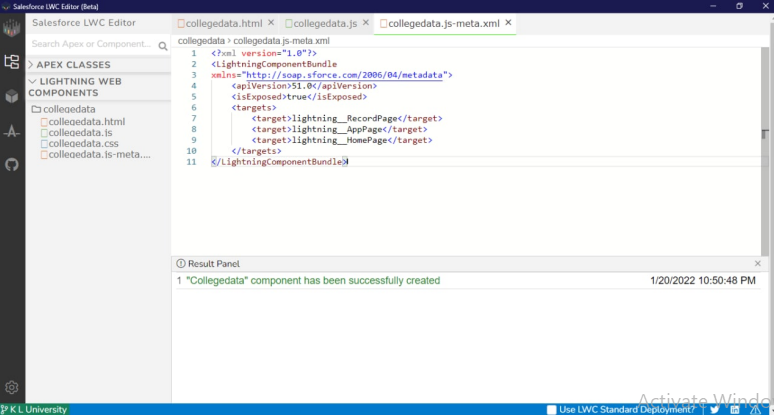 Salesforce LWC Editor (Beta)
Salesforce LWC Editor
collegedata.html
collegedata.js
collegedata.js-meta.xml
Search Apex or Component...
collegedata > collegedata.js-meta.xml
APEX CLASSES
LIGHTNING WEB
COMPONENTS
collegedata
collegedata.html
collegedata.js
collegedata.css
collegedata.js-meta....
1 <?xml version="1.0"?>
2 <LightningComponentBundle
3 xmlns="http://soap.sforce.com/2006/04/metadata">
4 <apiVersion>51.0</apiVersion>
5 <isExposed>true</isExposed>
6 <targets>
7 <target>lightning__RecordPage</target>
8 <target>lightning__AppPage</target>
9 <target>lightning__HomePage</target>
10 </targets>
11 </LightningComponentBundle>
Result Panel
1 "Collegedata" component has been successfully created 1/20/2022 10:50:48 PM
Activate Windo
K L University
Use LWC Standard Deployment?